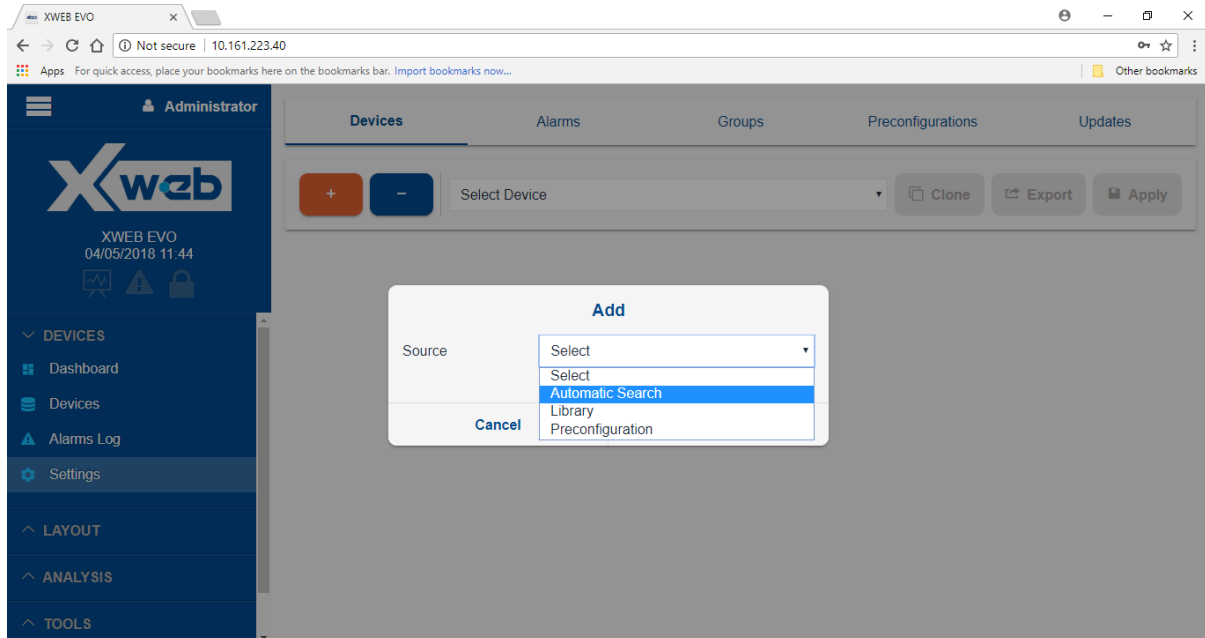 XWEB EVO
Not secure | 10.161.223.40
Apps For quick access, place your bookmarks here on the bookmarks bar. Import bookmarks now... Other bookmarks
Administrator
Xweb
XWEB EVO
04/05/2018 11:44
DEVICES
Dashboard
Devices
Alarms Log
Settings
LAYOUT
ANALYSIS
TOOLS
Devices Alarms Groups Preconfigurations Updates
+ − Select Device Clone Export Apply
Add
Source Select
Select
Automatic Search
Library
Preconfiguration
Cancel